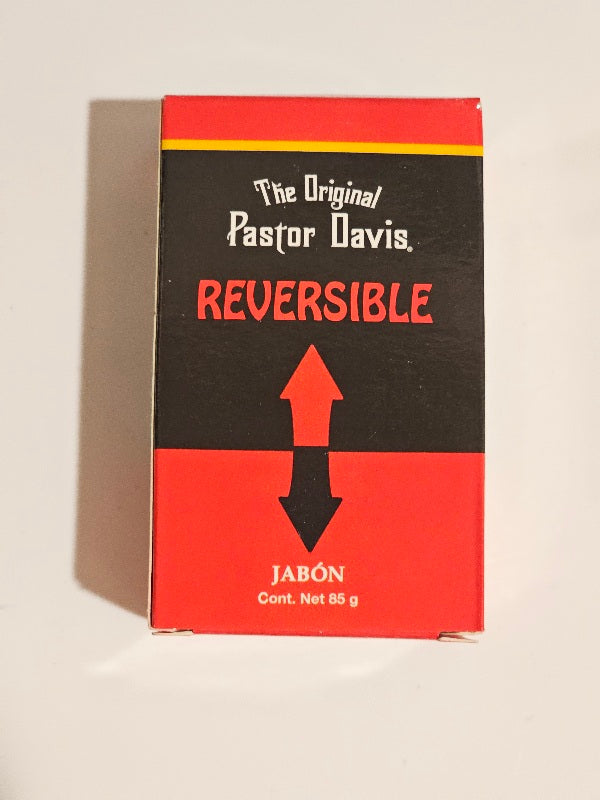 The Original
Pastor Davis®
REVERSIBLE
JABÓN
Cont. Net 85 g